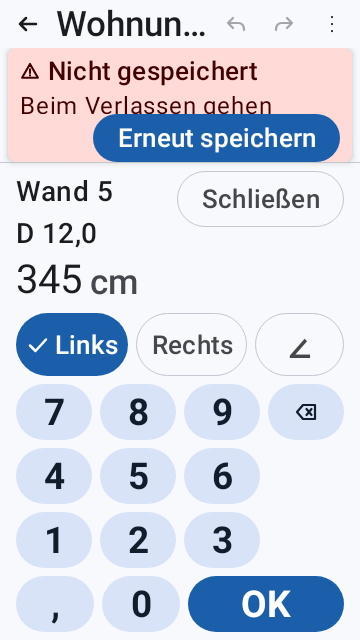 Wohnun...
Nicht gespeichert
Beim Verlassen gehen
Erneut speichern
Wand 5
Schließen
D 12,0
345 cm
Links
Rechts
7 8 9
4 5 6
1 2 3
, 0 OK